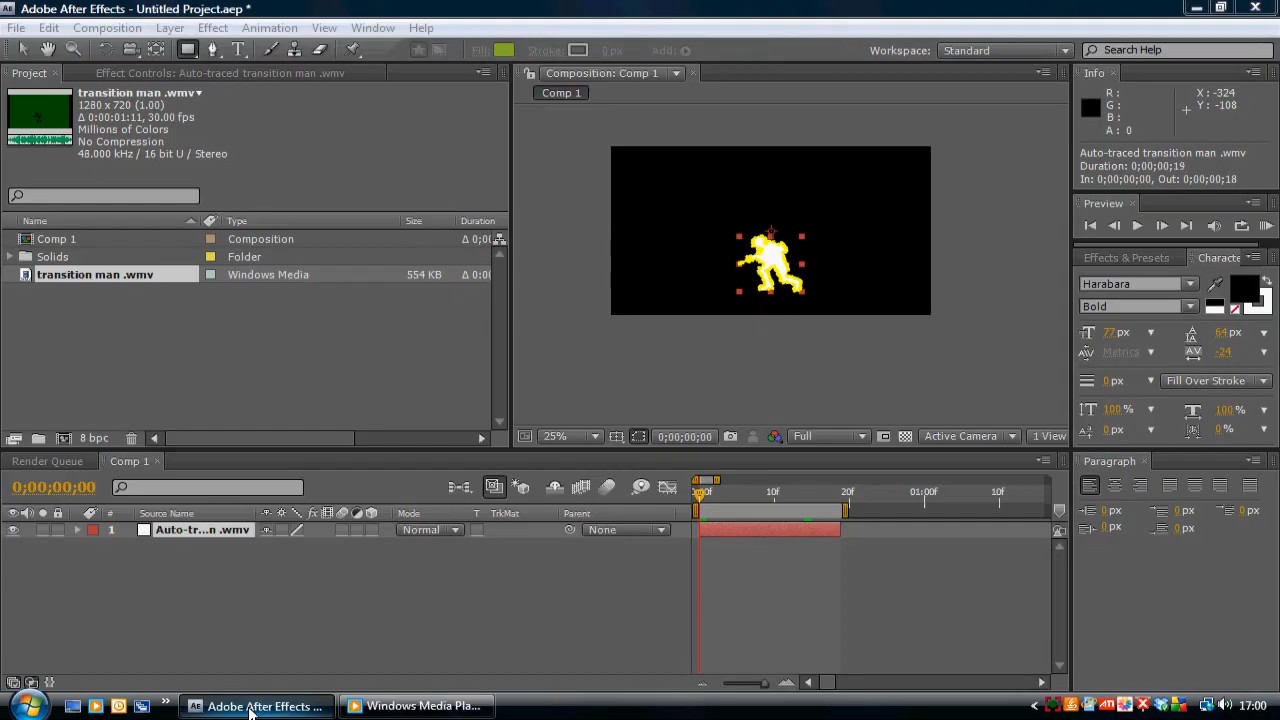 Adobe After Effects - Untitled Project.aep *
File Edit Composition Layer Effect Animation View Window Help
Fill: Stroke: 0 px Add: Workspace: Standard Search Help
Project Effect Controls: Auto-traced transition man .wmv Composition: Comp 1 Info
transition man .wmv
1280 x 720 (1.00)
Δ 0:00:01:11, 30.00 fps
Millions of Colors
No Compression
48.000 kHz / 16 bit U / Stereo
Comp 1
R :
G :
B :
A : 0
X : -324
Y : -108
Auto-traced transition man .wmv
Duration: 0;00;00;19
In: 0;00;00;00, Out: 0;00;00;18
Preview
Name Type Size Duration
Comp 1 Composition Δ 0;0
Solids Folder
transition man .wmv Windows Media 554 KB Δ 0:0
Effects & Presets Characte
Harabara
Bold
77 px 64 px
Metrics -24
0 px Fill Over Stroke
100 % 100 %
0 px 0 %
8 bpc
25% 0;00;00;00 Full Active Camera 1 View
Render Queue Comp 1
Paragraph
0;00;00;00
0 px 0 px 0 px
0 px 0 px
:00f 10f 20f 01:00f 10f
# Source Name fx Mode T TrkMat Parent
1 Auto-tr...n .wmv Normal None
Adobe After Effects ... Windows Media Pla... 17:00